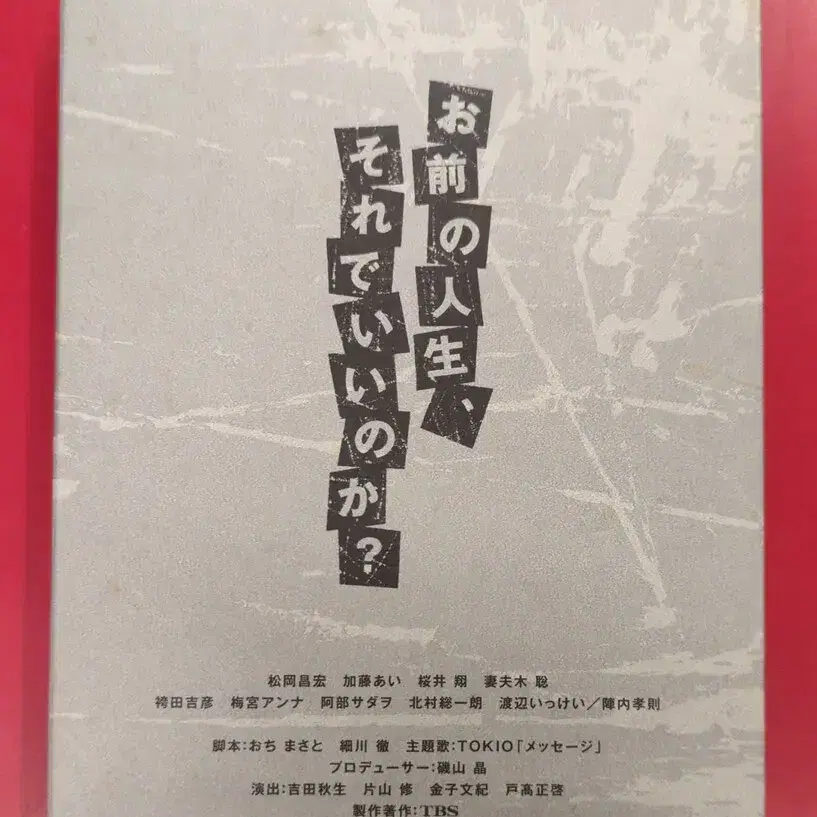 お前の人生、
それでいいのか?
松岡昌宏 加藤あい 桜井 翔 妻夫木 聡
袴田吉彦 梅宮アンナ 阿部サダヲ 北村総一朗 渡辺いっけい/陣内孝則
脚本:おち まさと 細川 徹 主題歌:TOKIO「メッセージ」
プロデューサー:磯山 晶
演出:吉田秋生 片山 修 金子文紀 戸髙正啓
製作著作:TBS